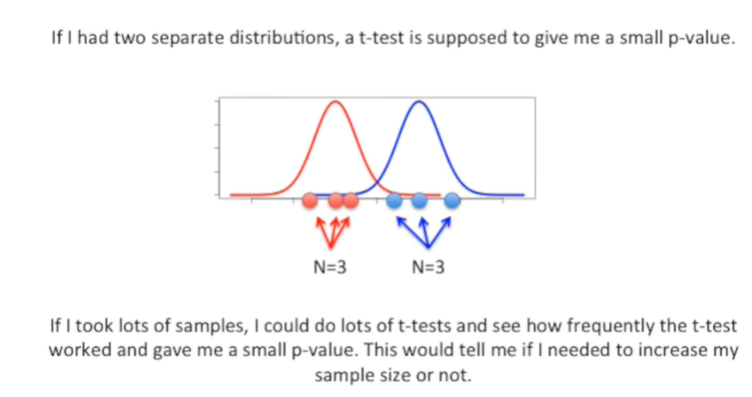 If I had two separate distributions, a t-test is supposed to give me a small p-value.
N=3
N=3
If I took lots of samples, I could do lots of t-tests and see how frequently the t-test
worked and gave me a small p-value. This would tell me if I needed to increase my
sample size or not.